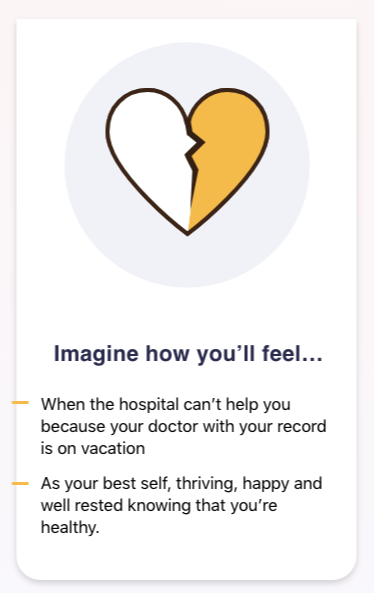 Imagine how you’ll feel...
When the hospital can’t help you
because your doctor with your record
is on vacation
As your best self, thriving, happy and
well rested knowing that you’re
healthy.